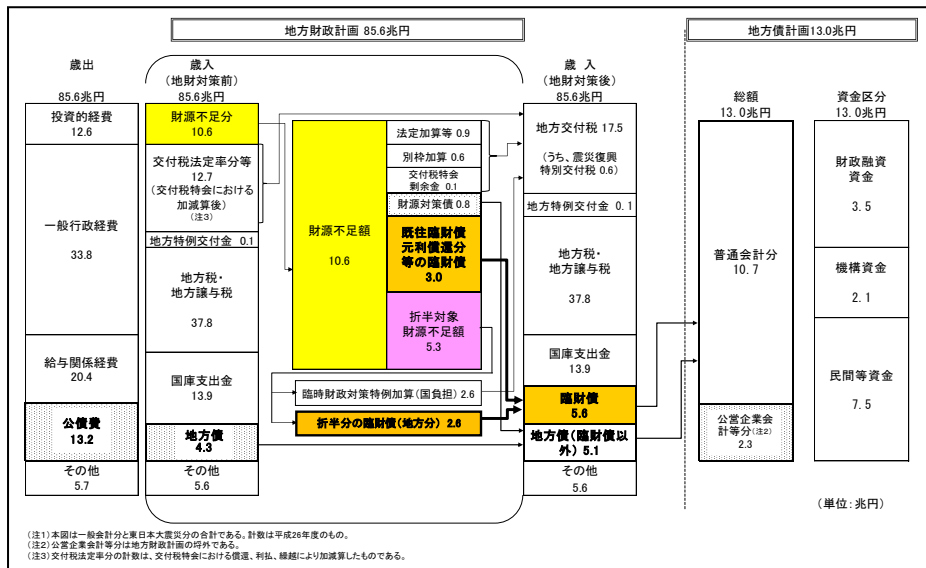 地方財政計画 85.6兆円
地方債計画13.0兆円
歳出
85.6兆円
投資的経費
12.6
一般行政経費
33.8
給与関係経費
20.4
公債費
13.2
その他
5.7
歳入
(地財対策前)
85.6兆円
財源不足分
10.6
交付税法定率分等
12.7
(交付税特会における
加減算後)
(注3)
地方特例交付金 0.1
地方税・
地方譲与税
37.8
国庫支出金
13.9
地方債
4.3
その他
5.6
財源不足額
10.6
法定加算等 0.9
別枠加算 0.6
交付税特会
剰余金 0.1
財源対策債 0.8
既往臨財債
元利償還分
等の臨財債
3.0
折半対象
財源不足額
5.3
臨時財政対策特例加算(国負担) 2.6
折半分の臨財債(地方分) 2.6
歳 入
(地財対策後)
85.6兆円
地方交付税 17.5
(うち、震災復興
特別交付税 0.6)
地方特例交付金 0.1
地方税・
地方譲与税
37.8
国庫支出金
13.9
臨財債
5.6
地方債(臨財債以
外) 5.1
その他
5.6
総額
13.0兆円
普通会計分
10.7
公営企業会
計等分(注2)
2.3
資金区分
13.0兆円
財政融資
資金
3.5
機構資金
2.1
民間等資金
7.5
(単位:兆円)
(注1)本図は一般会計分と東日本大震災分の合計である。計数は平成26年度のもの。
(注2)公営企業会計等分は地方財政計画の埒外である。
(注3)交付税法定率分の計数は、交付税特会における償還、利払、繰越により加減算したものである。